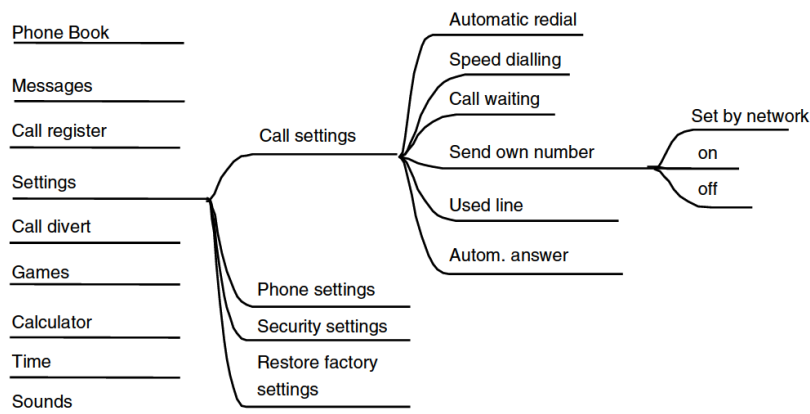 Phone Book
Messages
Call register
Settings
Call divert
Games
Calculator
Time
Sounds
Call settings
Phone settings
Security settings
Restore factory
settings
Automatic redial
Speed dialling
Call waiting
Send own number
Used line
Autom. answer
Set by network
on
off